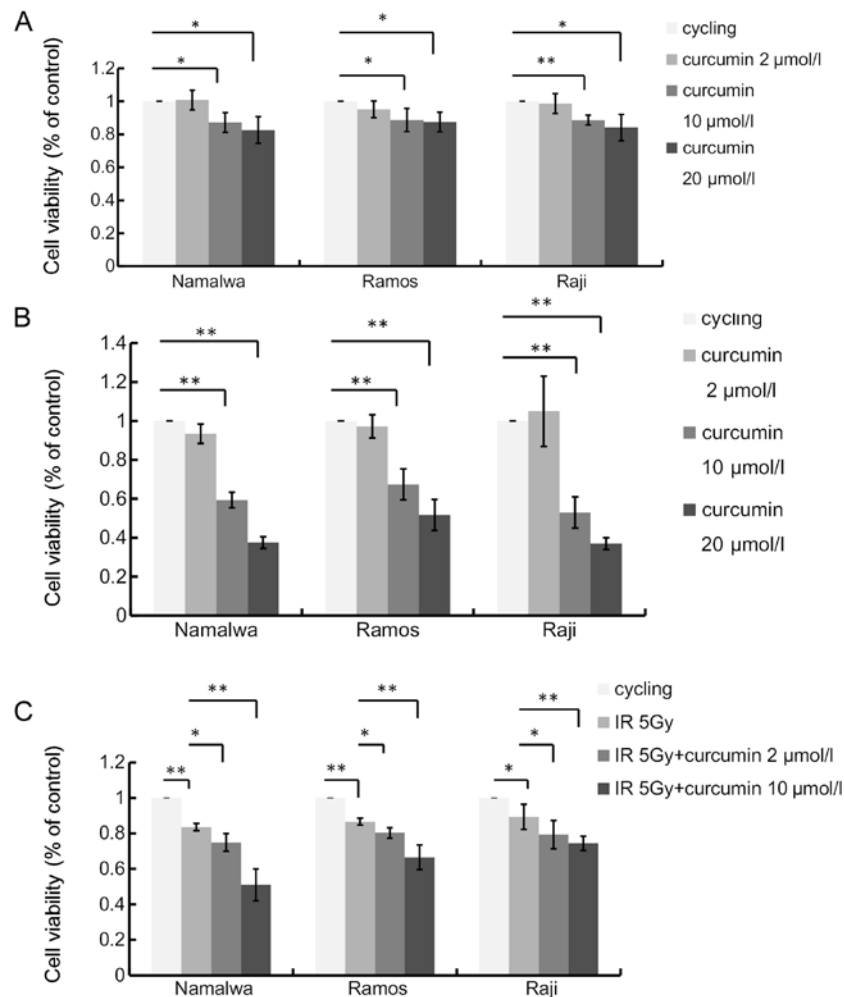 A
*
*
*
*
*
**
cycling
curcumin 2 µmol/l
curcumin
10 µmol/l
curcumin
20 µmol/l
Cell viability (% of control)
1.2
1
0.8
0.6
0.4
0.2
0
Namalwa Ramos Raji
B
**
**
**
**
**
**
cycling
curcumin
2 µmol/l
curcumin
10 µmol/l
curcumin
20 µmol/l
Cell viability (% of control)
1.4
1.2
1
0.8
0.6
0.4
0.2
0
Namalwa Ramos Raji
C
**
*
**
**
*
**
**
*
*
cycling
IR 5Gy
IR 5Gy+curcumin 2 µmol/l
IR 5Gy+curcumin 10 µmol/l
Cell viability (% of control)
1.2
1
0.8
0.6
0.4
0.2
0
Namalwa Ramos Raji